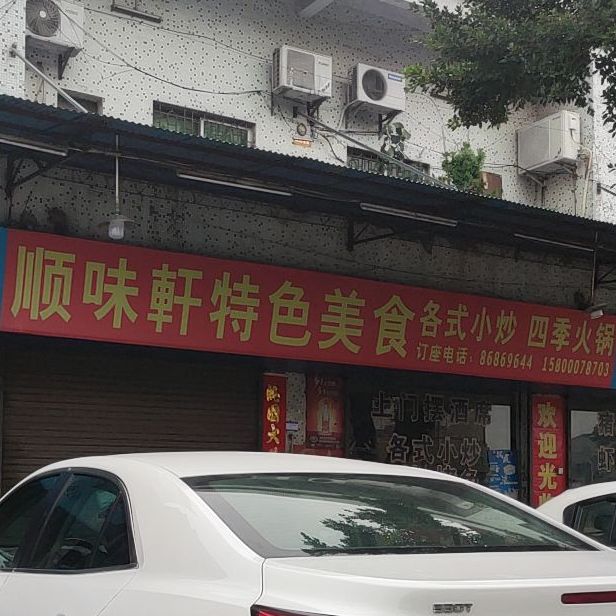 顺味軒特色美食
各式小炒 四季火锅
订座电话：86869644 15800078703
上门摆酒席
各式小炒
欢迎光